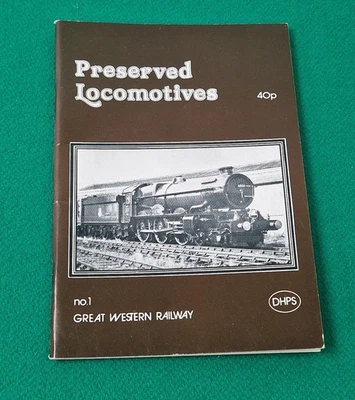 Preserved
Locomotives
40p
no.1
GREAT WESTERN RAILWAY
DHPS